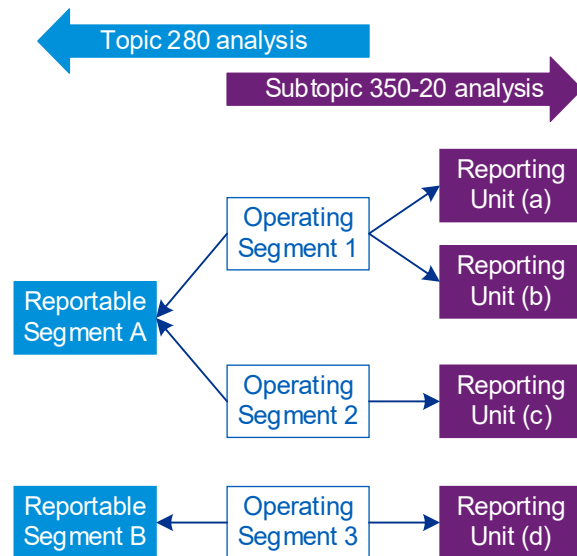 Topic 280 analysis
Subtopic 350-20 analysis
Reporting
Unit (a)
Operating
Segment 1
Reporting
Unit (b)
Reportable
Segment A
Operating
Segment 2
Reporting
Unit (c)
Reportable
Segment B
Operating
Segment 3
Reporting
Unit (d)